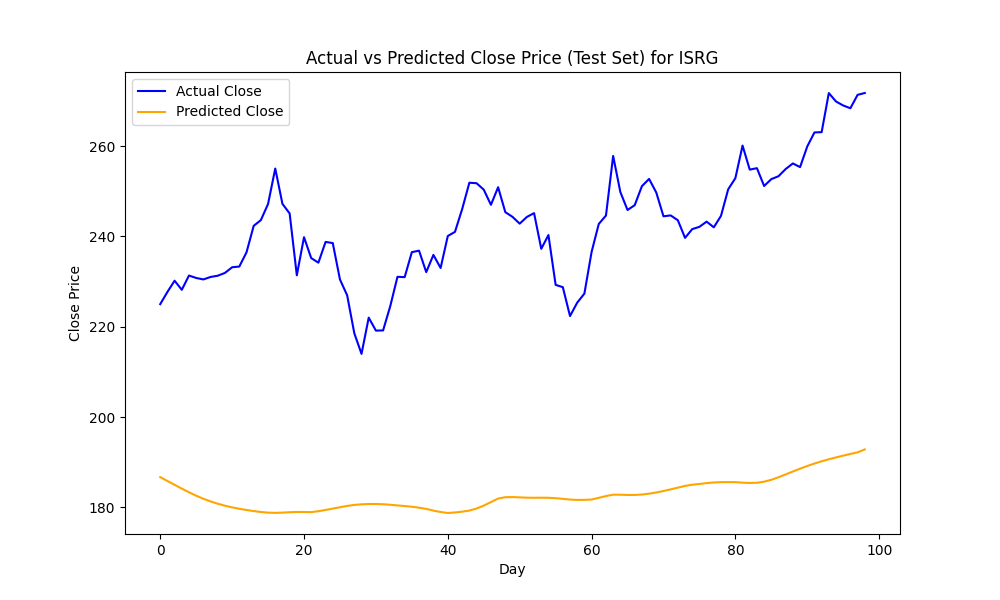 Actual vs Predicted Close Price (Test Set) for ISRG
Actual Close
Predicted Close
Close Price
260
240
220
200
180
0 20 40 60 80 100
Day